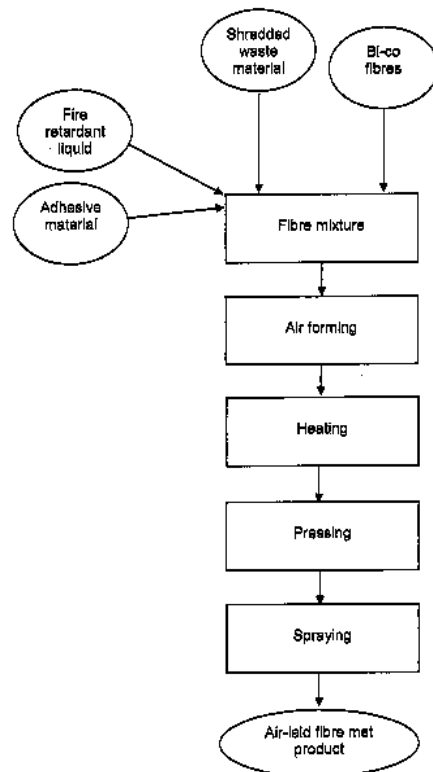 Shredded
waste
material
Bi-co
fibres
Fire
retardant
liquid
Adhesive
material
Fibre mixture
Air forming
Heating
Pressing
Spraying
Air-laid fibre mat
product